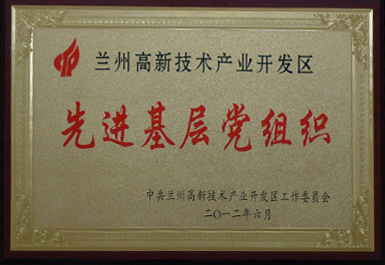 兰州高新技术产业开发区
先进基层党组织
中共兰州高新技术产业开发区工作委员会
二〇一二年六月